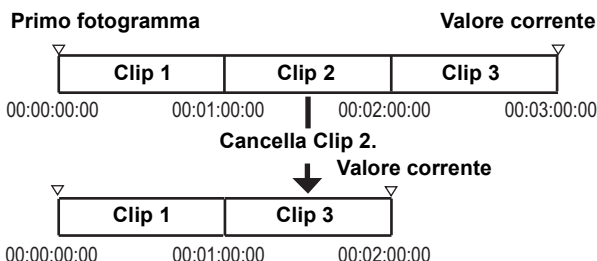 Primo fotogramma Valore corrente
Clip 1 Clip 2 Clip 3
00:00:00:00 00:01:00:00 00:02:00:00 00:03:00:00
Cancella Clip 2.
Valore corrente
Clip 1 Clip 3
00:00:00:00 00:01:00:00 00:02:00:00